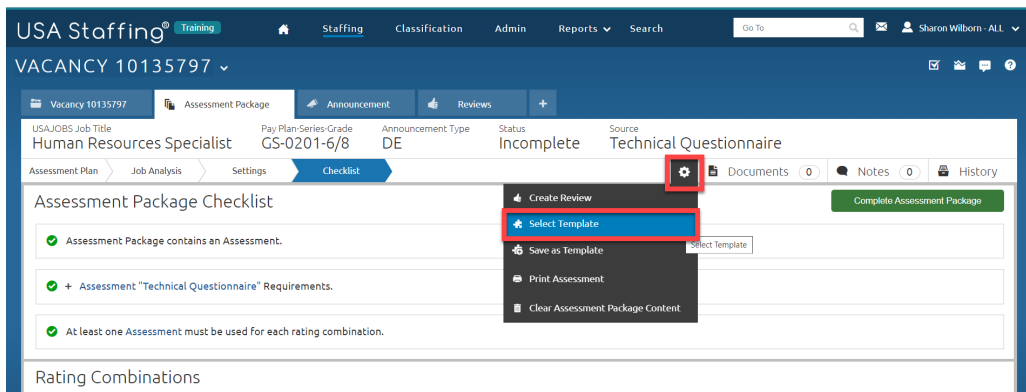 USA Staffing® Training Staffing Classification Admin Reports Search Go To Sharon Wilborn - ALL
VACANCY 10135797
Vacancy 10135797 Assessment Package Announcement Reviews +
USAJOBS Job Title Pay Plan-Series-Grade Announcement Type Status Source
Human Resources Specialist GS-0201-6/8 DE Incomplete Technical Questionnaire
Assessment Plan Job Analysis Settings Checklist Documents 0 Notes 0 History
Assessment Package Checklist Create Review Complete Assessment Package
Select Template
Assessment Package contains an Assessment. Save as Template Select Template
Print Assessment
+ Assessment "Technical Questionnaire" Requirements.
Clear Assessment Package Content
At least one Assessment must be used for each rating combination.
Rating Combinations